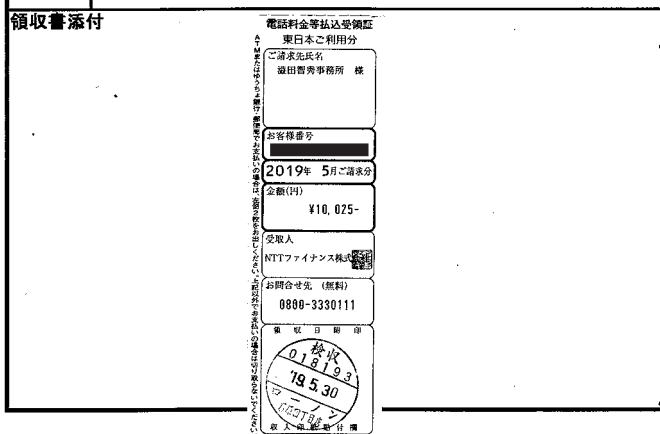 領収書添付
電話料金等払込受領証
東日本ご利用分
ご請求先氏名
澁田智秀事務所 様
お客様番号
2019年 5月ご請求分
金額(円)
¥10,025-
受取人
NTTファイナンス株式
お問合せ先 (無料)
0800-3330111
領収日附印
検収
018193
'19.5.30
ローソン
収入印紙貼付欄
ATMまたはゆうちょ銀行・郵便局でお支払いの場合は、左側2枚をお出しください。上記以外でお支払いの場合は切り取らないでください